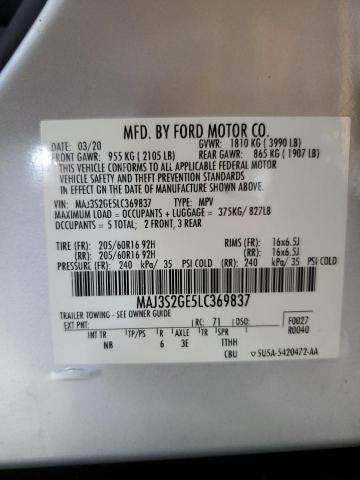 MFD. BY FORD MOTOR CO.
DATE: 03/20 GVWR: 1810 KG ( 3990 LB)
FRONT GAWR: 955 KG ( 2105 LB) REAR GAWR: 865 KG ( 1907 LB)
THIS VEHICLE CONFORMS TO ALL APPLICABLE FEDERAL MOTOR
VEHICLE SAFETY AND THEFT PREVENTION STANDARDS
IN EFFECT ON THE DATE OF MANUFACTURE SHOWN ABOVE.
VIN: MAJ3S2GE5LC369837 TYPE: MPV
MAXIMUM LOAD = OCCUPANTS + LUGGAGE = 375KG/ 827LB
OCCUPANTS = 5 TOTAL: 2 FRONT, 3 REAR
TIRE (FR): 205/60R16 92H RIMS (FR): 16x6.5J
TIRE (RR): 205/60R16 92H (RR): 16x6.5J
PRESSURE (FR): 240 kPa/ 35 PSI COLD (RR): 240 kPa/ 35 PSI COLD
MAJ3S2GE5LC369837
TRAILER TOWING - SEE OWNER GUIDE
EXT PNT: RC: 71 DSO: F0027
R0040
INT TR TP/PS R AXLE TR SPR
NB 6 3E TTHH
CBU 5U5A-5420472-AA